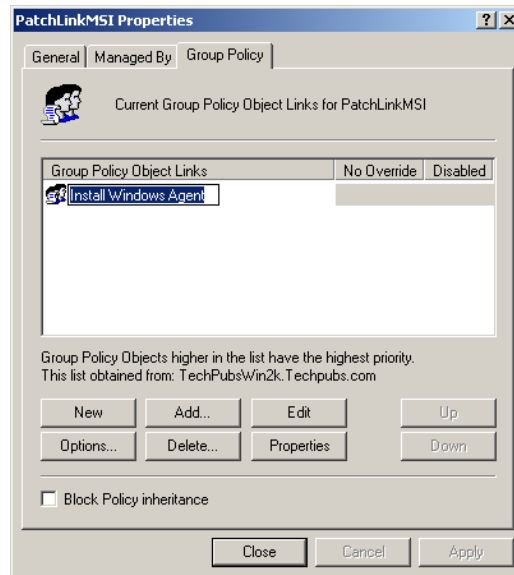 PatchLinkMSI Properties
General Managed By Group Policy
Current Group Policy Object Links for PatchLinkMSI
Group Policy Object Links No Override Disabled
Install Windows Agent
Group Policy Objects higher in the list have the highest priority.
This list obtained from: TechPubsWin2k.Techpubs.com
New Add... Edit Up
Options... Delete... Properties Down
Block Policy inheritance
Close Cancel Apply